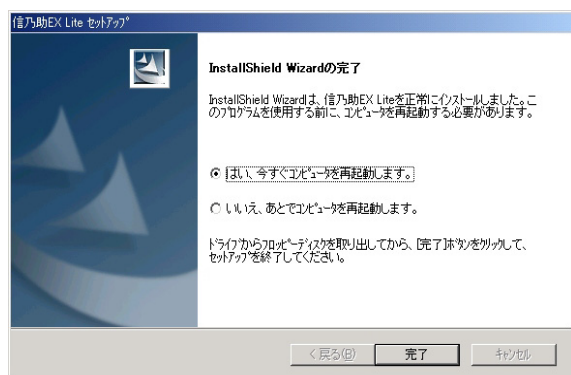 信乃助EX Lite ｾｯﾄｱｯﾌﾟ
InstallShield Wizardの完了
InstallShield Wizardは、信乃助EX Liteを正常にｲﾝｽﾄｰﾙしました。こ
のﾌﾟﾛｸﾞﾗﾑを使用する前に、ｺﾝﾋﾟｭｰﾀを再起動する必要があります。
はい、今すぐｺﾝﾋﾟｭｰﾀを再起動します。
いいえ、あとでｺﾝﾋﾟｭｰﾀを再起動します。
ﾄﾞﾗｲﾌﾞからﾌﾛｯﾋﾟｰﾃﾞｨｽｸを取り出してから、[完了]ﾎﾞﾀﾝをｸﾘｯｸして、
ｾｯﾄｱｯﾌﾟを終了してください。
< 戻る(B)
完了
ｷｬﾝｾﾙ